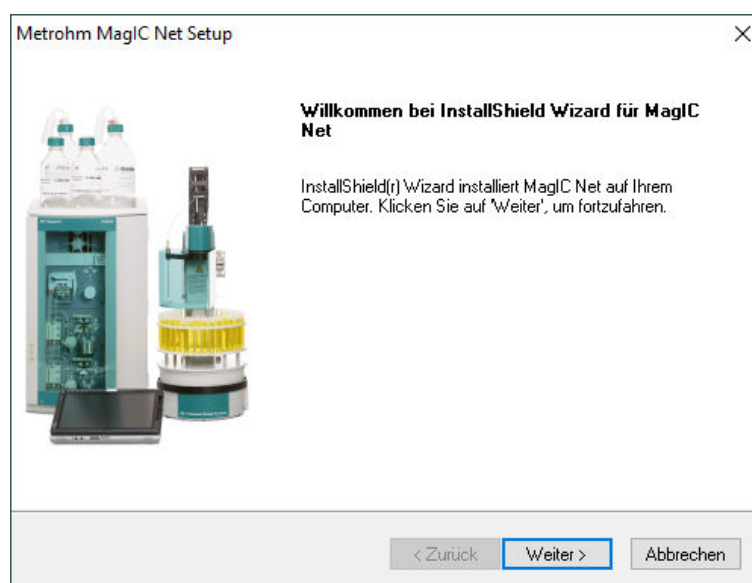 Metrohm MagIC Net Setup
Willkommen bei InstallShield Wizard für MagIC
Net
InstallShield(r) Wizard installiert MagIC Net auf Ihrem
Computer. Klicken Sie auf 'Weiter', um fortzufahren.
< Zurück
Weiter >
Abbrechen